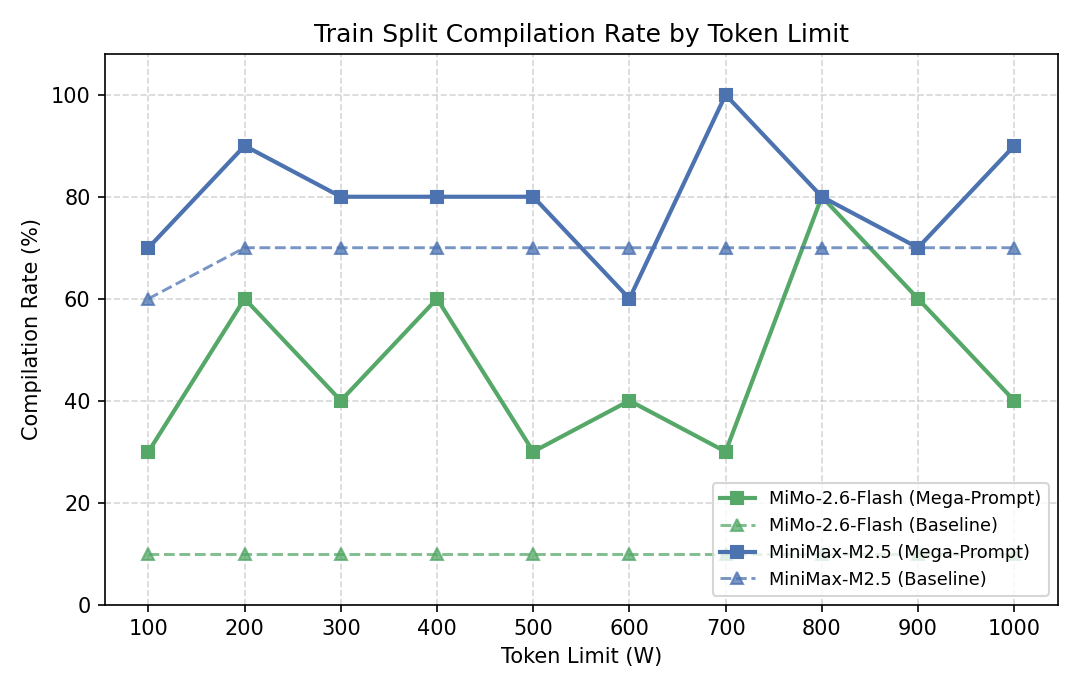 Train Split Compilation Rate by Token Limit
Compilation Rate (%)
100
80
60
40
20
0
MiMo-2.6-Flash (Mega-Prompt)
MiMo-2.6-Flash (Baseline)
MiniMax-M2.5 (Mega-Prompt)
MiniMax-M2.5 (Baseline)
100 200 300 400 500 600 700 800 900 1000
Token Limit (W)